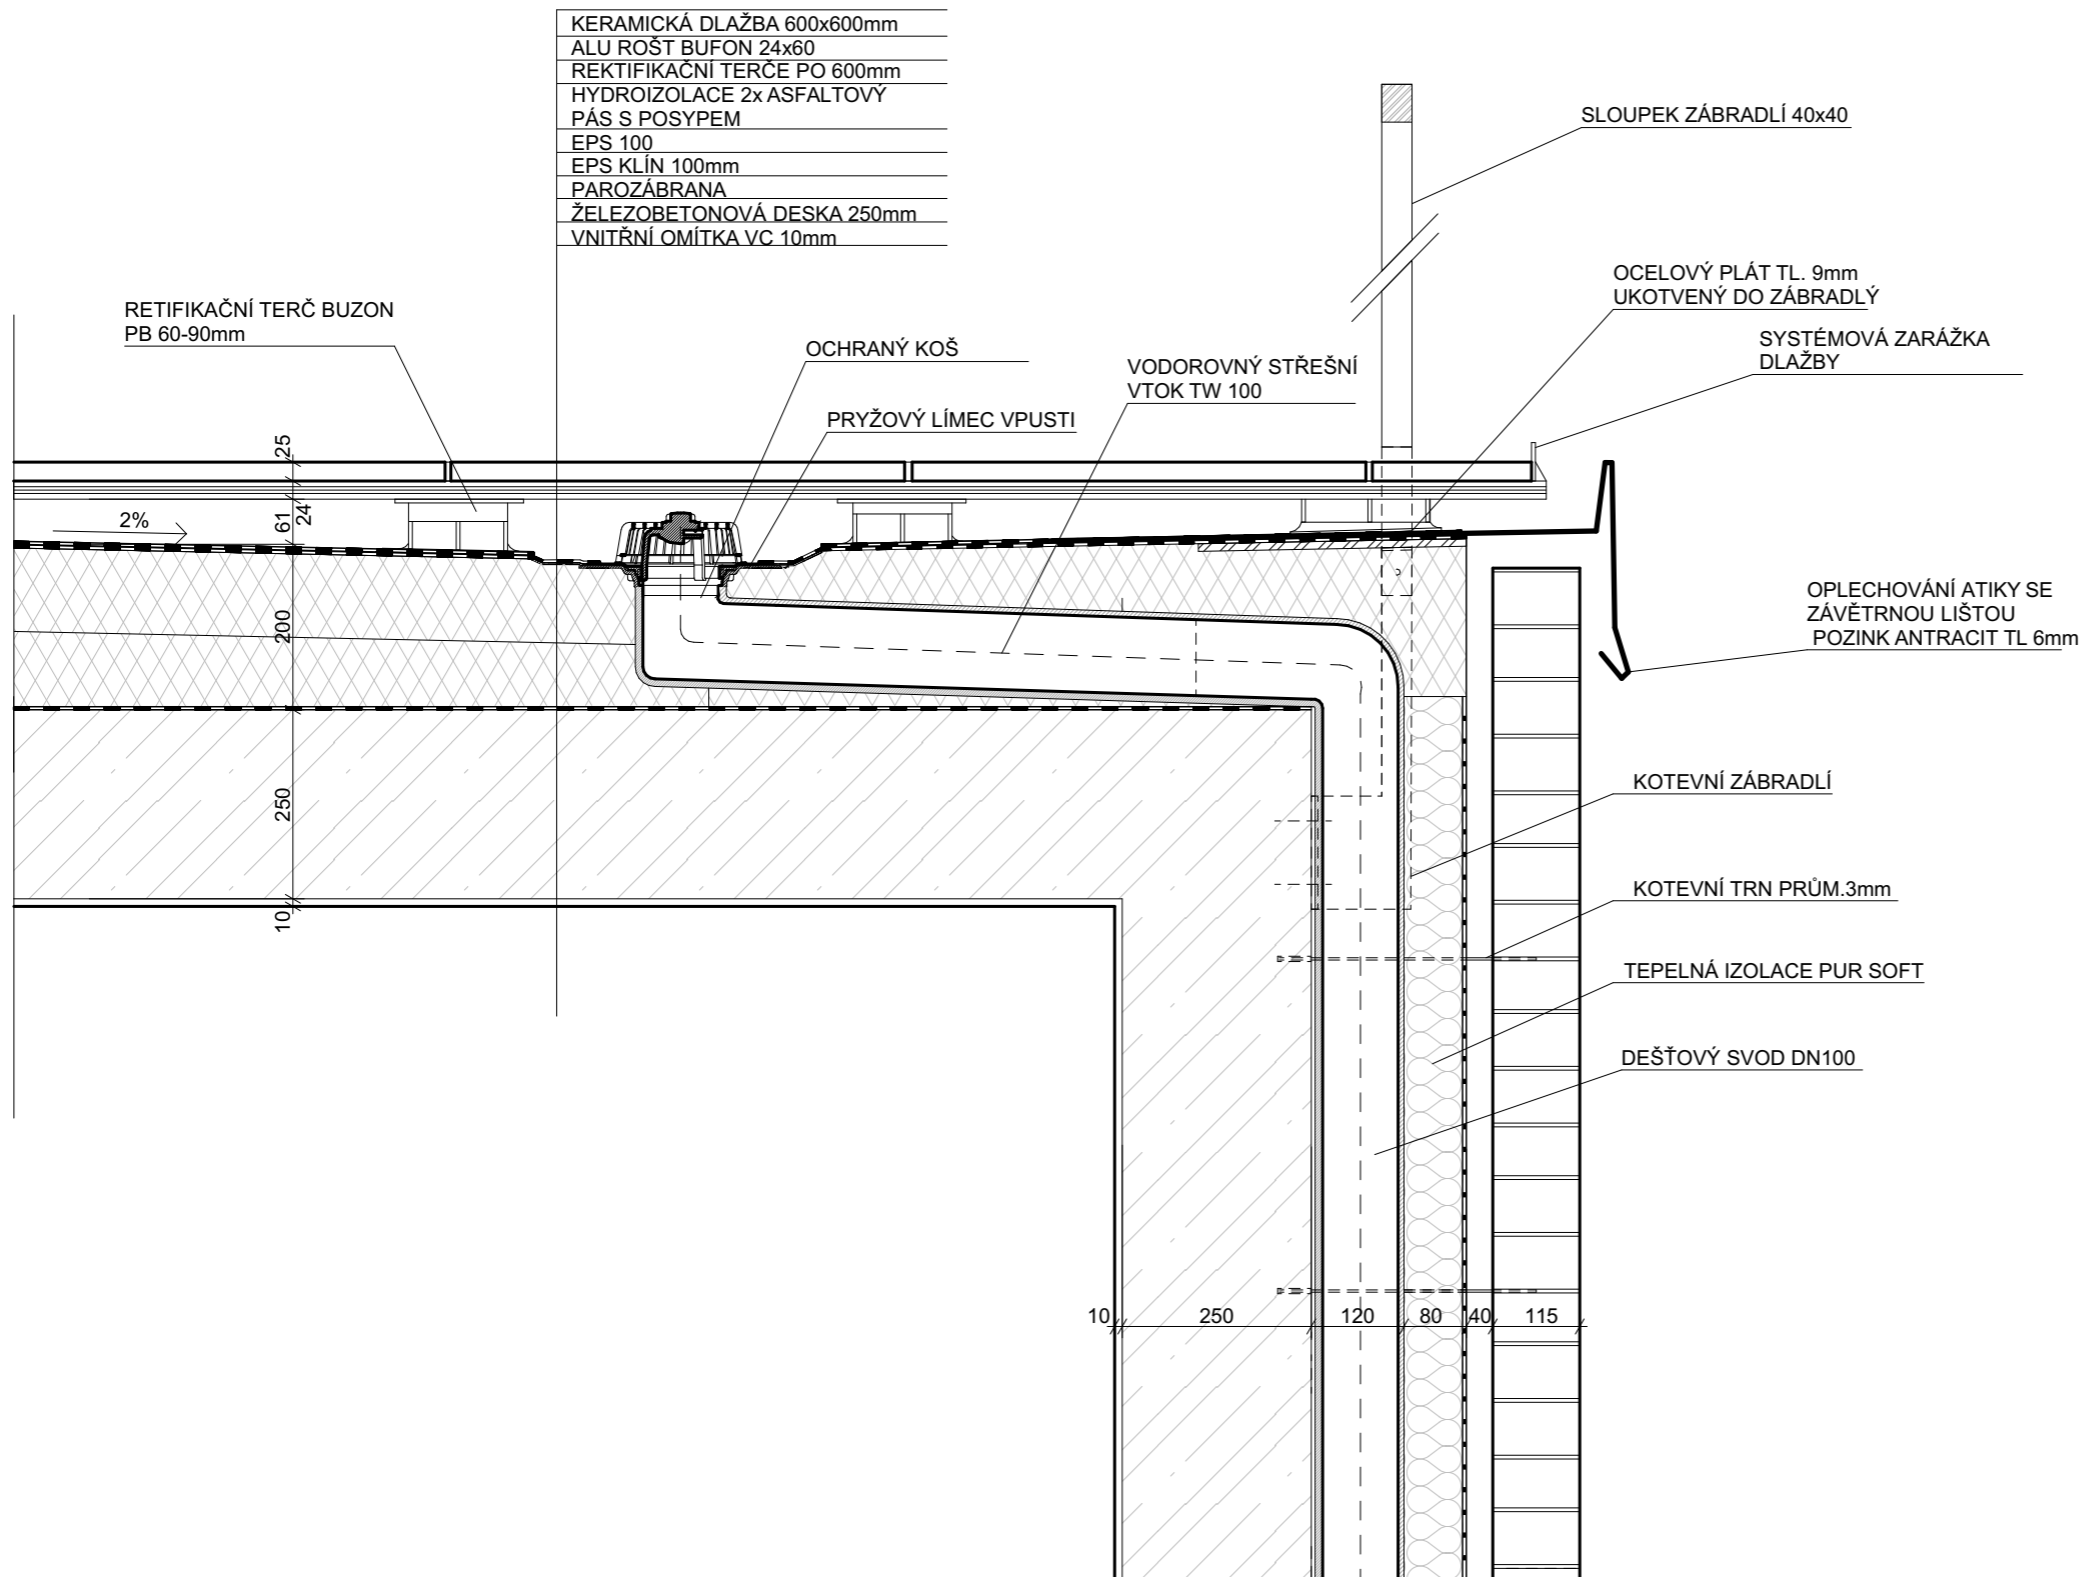 KERAMICKÁ DLAŽBA 600x600mm
ALU ROŠT BUFON 24x60
REKTIFIKAČNÍ TERČE PO 600mm
HYDROIZOLACE 2x ASFALTOVÝ
PÁS S POSYPEM
EPS 100
EPS KLÍN 100mm
PAROZÁBRANA
ŽELEZOBETONOVÁ DESKA 250mm
VNITŘNÍ OMÍTKA VC 10mm
SLOUPEK ZÁBRADLÍ 40x40
OCELOVÝ PLÁT TL. 9mm
UKOTVENÝ DO ZÁBRADLÝ
RETIFIKAČNÍ TERČ BUZON
PB 60-90mm
OCHRANÝ KOŠ
VODOROVNÝ STŘEŠNÍ
VTOK TW 100
SYSTÉMOVÁ ZARÁŽKA
DLAŽBY
PRYŽOVÝ LÍMEC VPUSTI
25
24
61
2%
200
250
10
OPLECHOVÁNÍ ATIKY SE
ZÁVĚTRNOU LIŠTOU
POZINK ANTRACIT TL 6mm
KOTEVNÍ ZÁBRADLÍ
KOTEVNÍ TRN PRŮM.3mm
TEPELNÁ IZOLACE PUR SOFT
DEŠŤOVÝ SVOD DN100
10 250 120 80 40 115